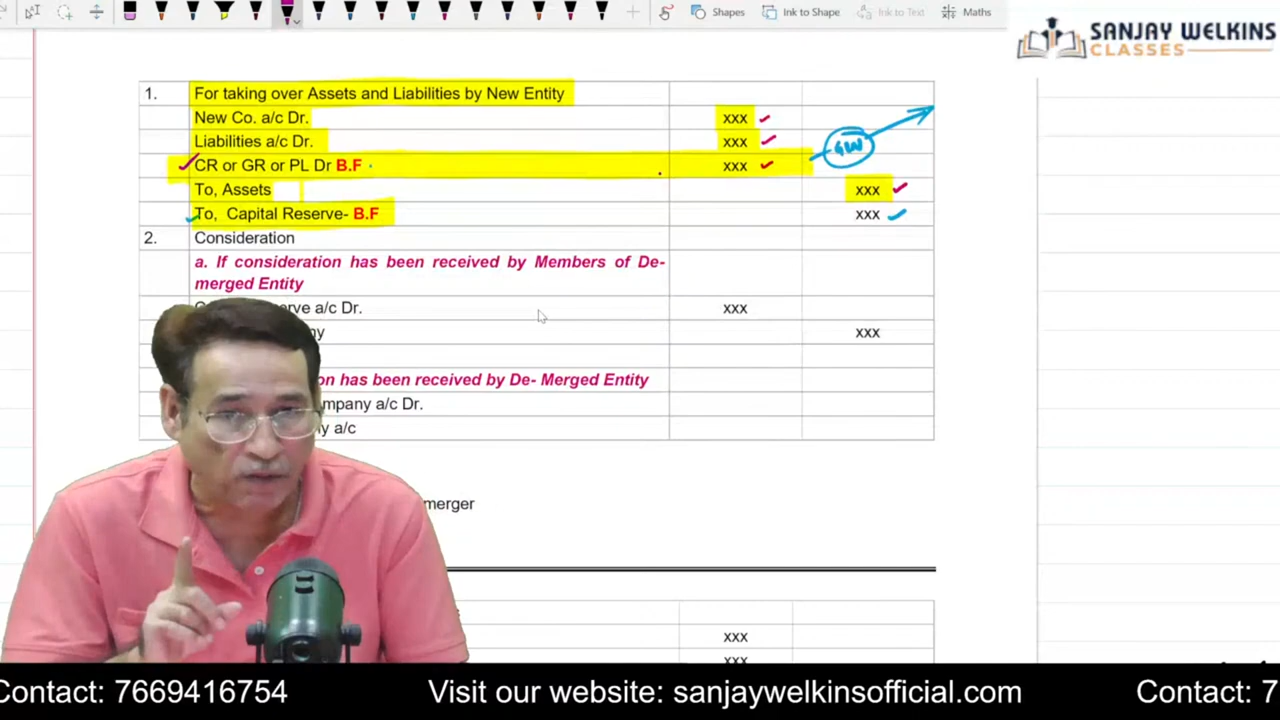 Shapes
Ink to Shape
Ink to Text
Maths
SANJAY WELKINS
CLASSES
1. For taking over Assets and Liabilities by New Entity
New Co. a/c Dr. xxx
Liabilities a/c Dr. xxx
CR or GR or PL Dr B.F xxx GW
To, Assets xxx
To, Capital Reserve- B.F xxx
2. Consideration
a. If consideration has been received by Members of De-
merged Entity
a/c Dr. xxx
xxx
has been received by De- Merged Entity
a/c Dr.
a/c
merger
xxx
xxx
Contact: 7669416754 Visit our website: sanjaywelkinsofficial.com Contact: 7